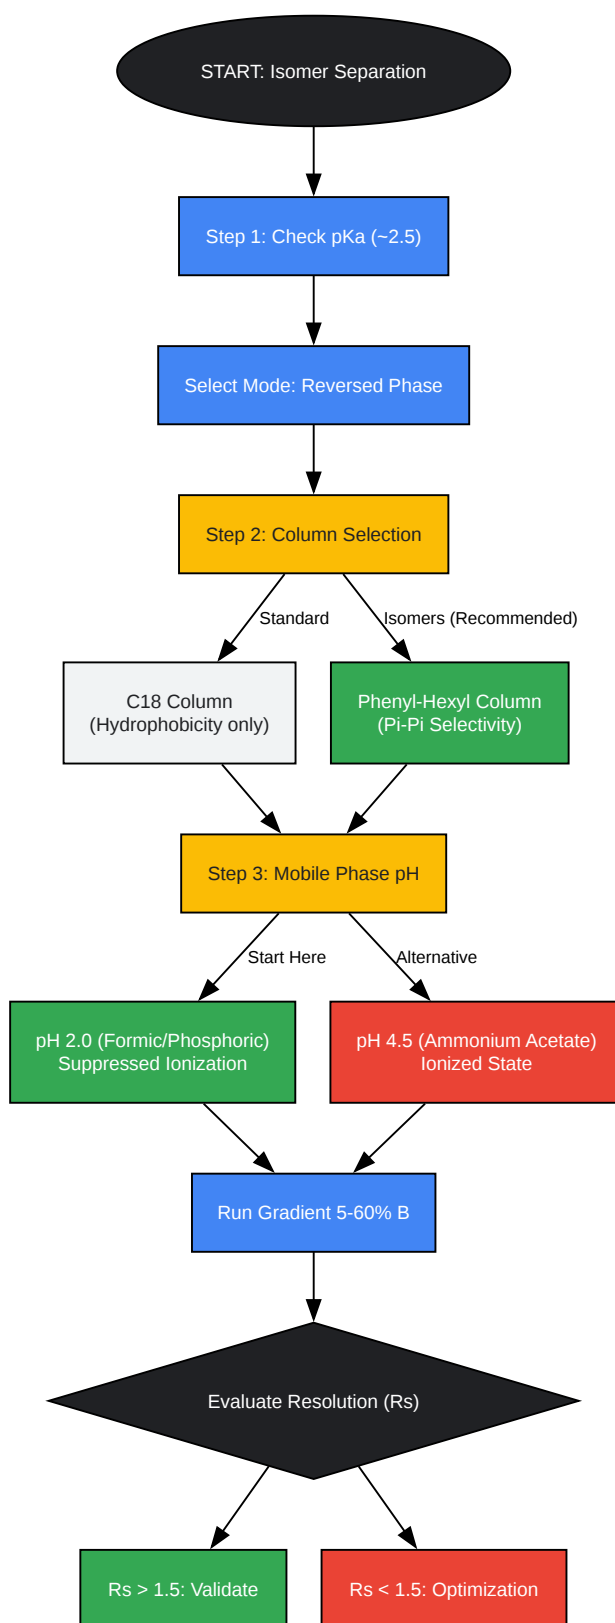 START: Isomer Separation
Step 1: Check pKa (~2.5)
Select Mode: Reversed Phase
Step 2: Column Selection
Standard
Isomers (Recommended)
C18 Column
(Hydrophobicity only)
Phenyl-Hexyl Column
(Pi-Pi Selectivity)
Step 3: Mobile Phase pH
Start Here
Alternative
pH 2.0 (Formic/Phosphoric)
Suppressed Ionization
pH 4.5 (Ammonium Acetate)
Ionized State
Run Gradient 5-60% B
Evaluate Resolution (Rs)
Rs > 1.5: Validate
Rs < 1.5: Optimization